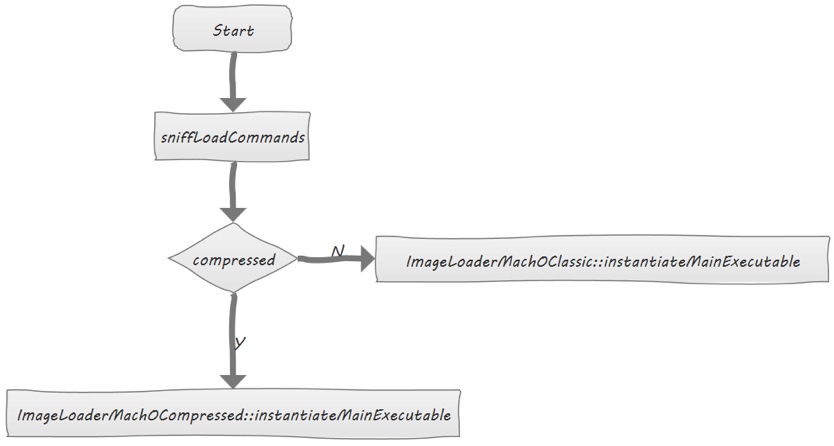 Start
sniffLoadCommands
compressed
N
ImageLoaderMachOClassic::instantiateMainExecutable
Y
ImageLoaderMachOCompressed::instantiateMainExecutable